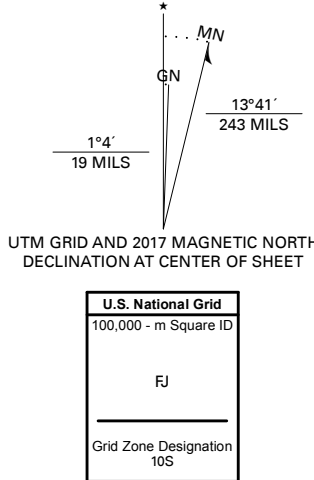 ★
MN
GN
1°4´
19 MILS
13°41´
243 MILS
UTM GRID AND 2017 MAGNETIC NORTH
DECLINATION AT CENTER OF SHEET
U.S. National Grid
100,000 - m Square ID
FJ
Grid Zone Designation
10S